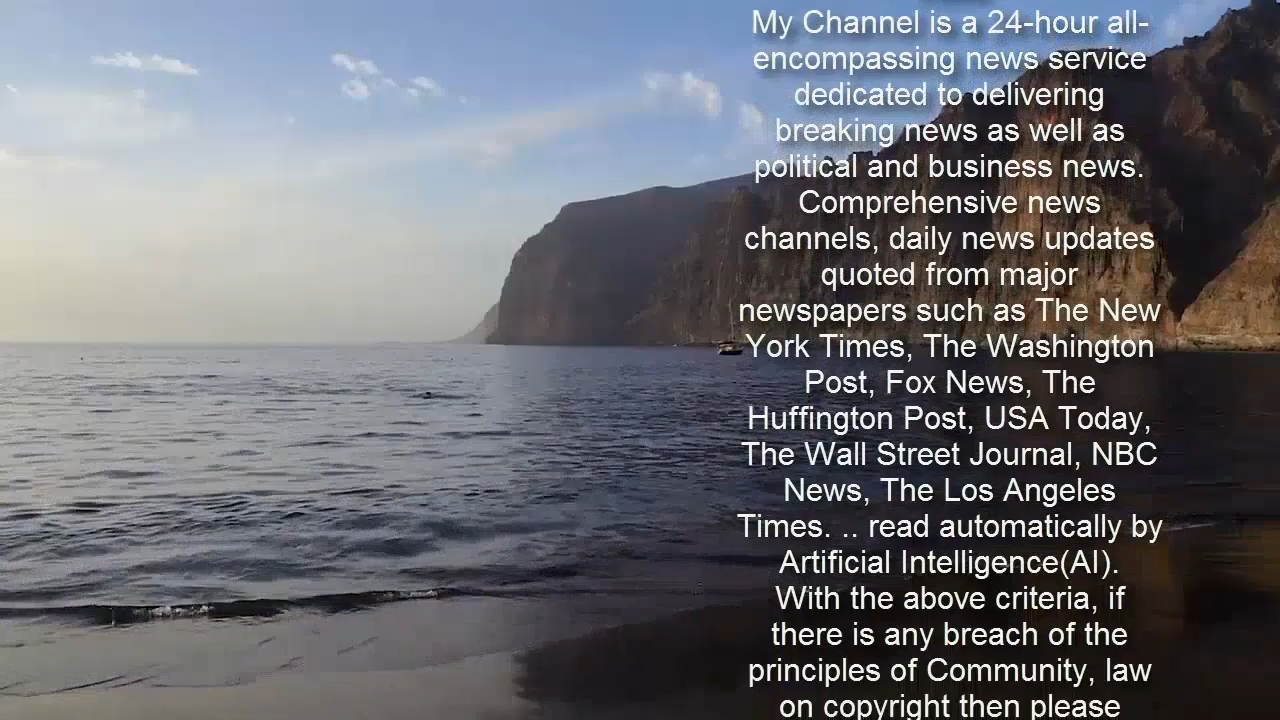 My Channel is a 24-hour all-
encompassing news service
dedicated to delivering
breaking news as well as
political and business news.
Comprehensive news
channels, daily news updates
quoted from major
newspapers such as The New
York Times, The Washington
Post, Fox News, The
Huffington Post, USA Today,
The Wall Street Journal, NBC
News, The Los Angeles
Times. .. read automatically by
Artificial Intelligence(AI).
With the above criteria, if
there is any breach of the
principles of Community, law
on copyright then please